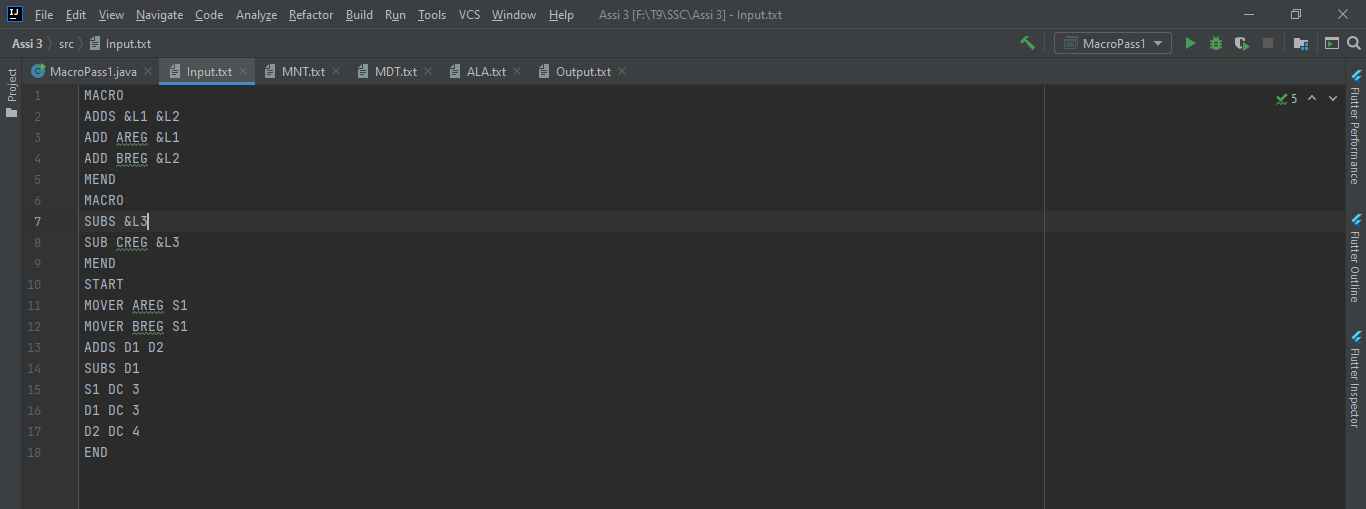 IJ File Edit View Navigate Code Analyze Refactor Build Run Tools VCS Window Help Assi 3 [F:\T9\SSC\Assi 3] - Input.txt
Assi 3 src Input.txt MacroPass1
Project MacroPass1.java Input.txt MNT.txt MDT.txt ALA.txt Output.txt
1 MACRO 5
2 ADDS &L1 &L2
3 ADD AREG &L1
4 ADD BREG &L2
5 MEND
6 MACRO
7 SUBS &L3
8 SUB CREG &L3
9 MEND
10 START
11 MOVER AREG S1
12 MOVER BREG S1
13 ADDS D1 D2
14 SUBS D1
15 S1 DC 3
16 D1 DC 3
17 D2 DC 4
18 END
Flutter Performance
Flutter Outline
Flutter Inspector